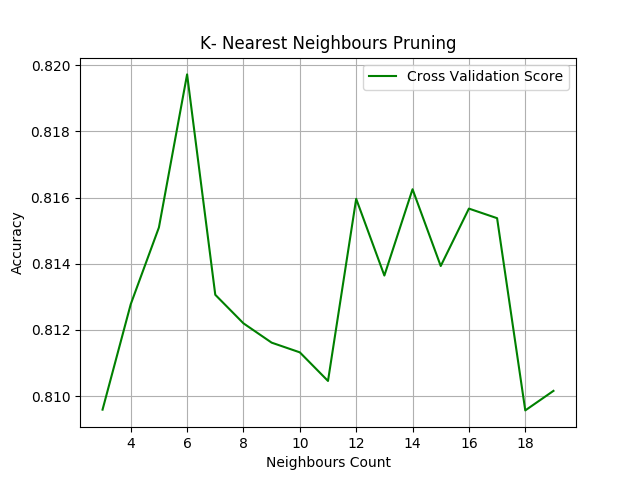 K- Nearest Neighbours Pruning
Cross Validation Score
0.820
0.818
0.816
0.814
0.812
0.810
Accuracy
4 6 8 10 12 14 16 18
Neighbours Count